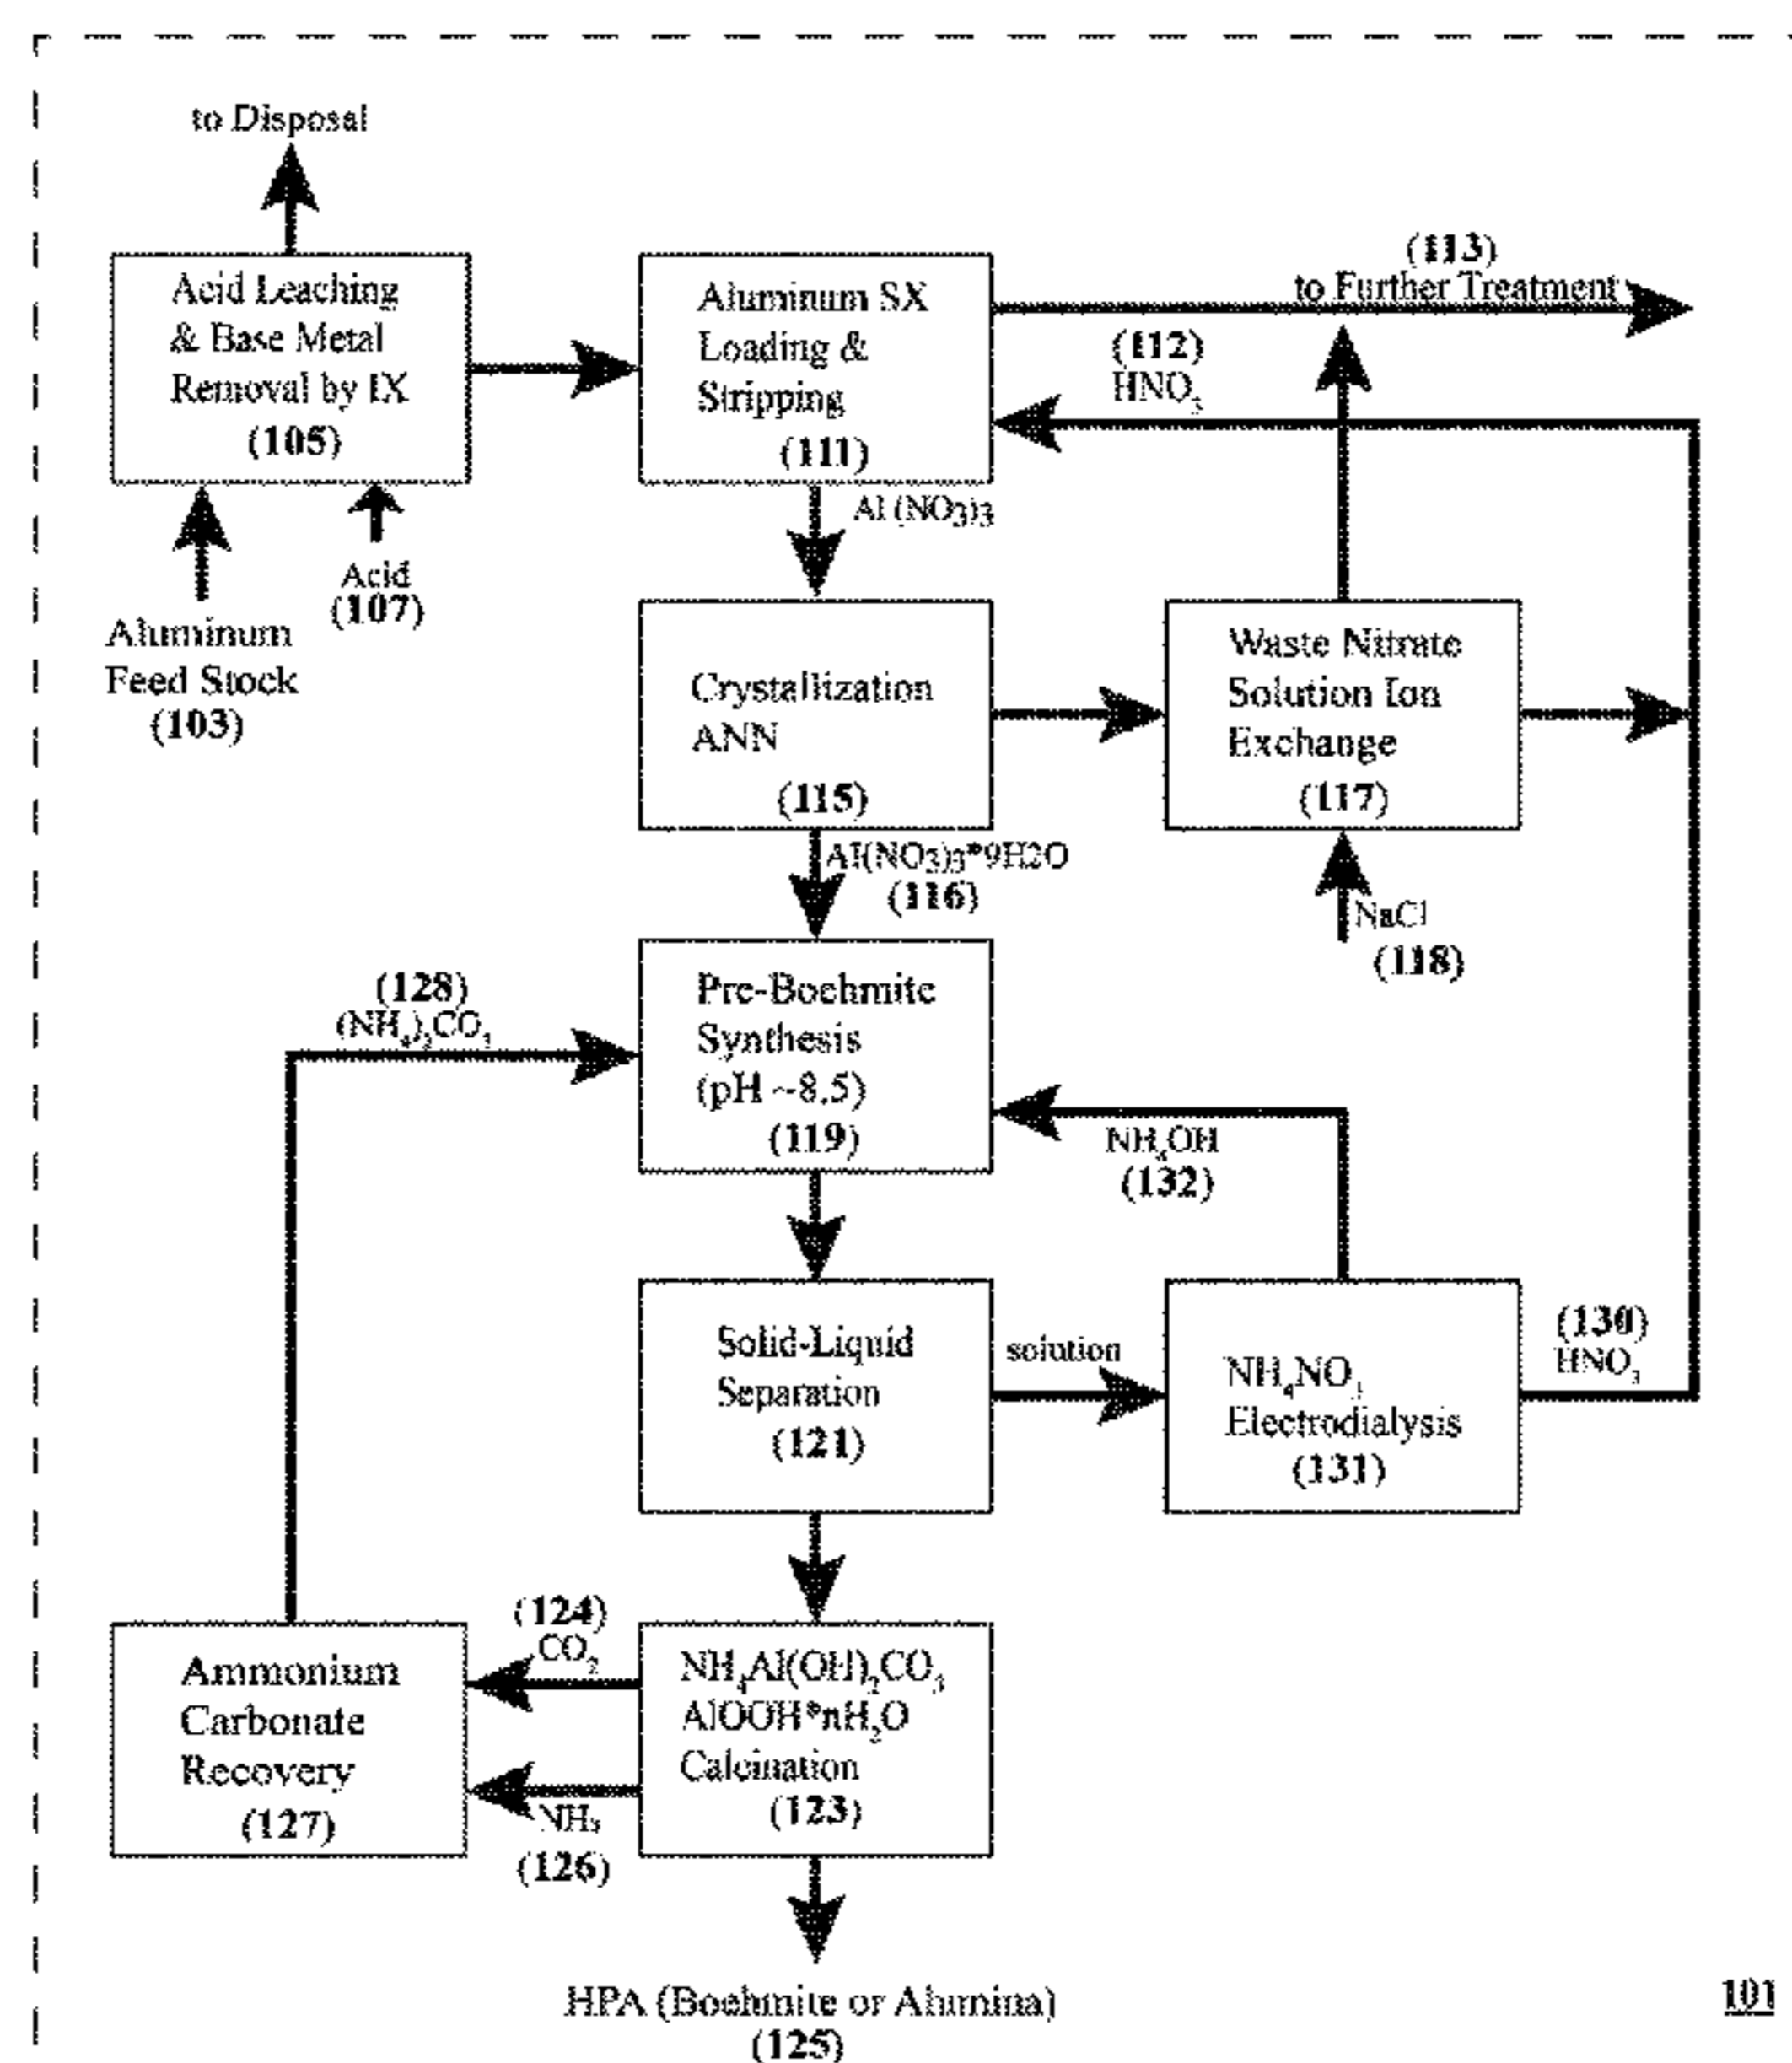 to Disposal
Acid Leaching
& Base Metal
Removal by IX
(105)
Aluminum SX
Loading &
Stripping
(111)
(113)
to Further Treatment
(112)
HNO₃
Al (NO₃)₃
Acid
(107)
Aluminum
Feed Stock
(103)
Crystallization
ANN
(115)
Waste Nitrate
Solution Ion
Exchange
(117)
Al(NO₃)₃*9H2O
(116)
NaCl
(118)
(128)
(NH₄)₂CO₃
Pre-Boehmite
Synthesis
(pH ~8.5)
(119)
NH₄OH
(132)
Solid-Liquid
Separation
(121)
solution
NH₄NO₃
Electrodialysis
(131)
(130)
HNO₃
Ammonium
Carbonate
Recovery
(127)
(124)
CO₂
NH₃
(126)
NH₄Al(OH)₂CO₃
AlOOH*nH₂O
Calcination
(123)
HPA (Boehmite or Alumina)
(125)
101